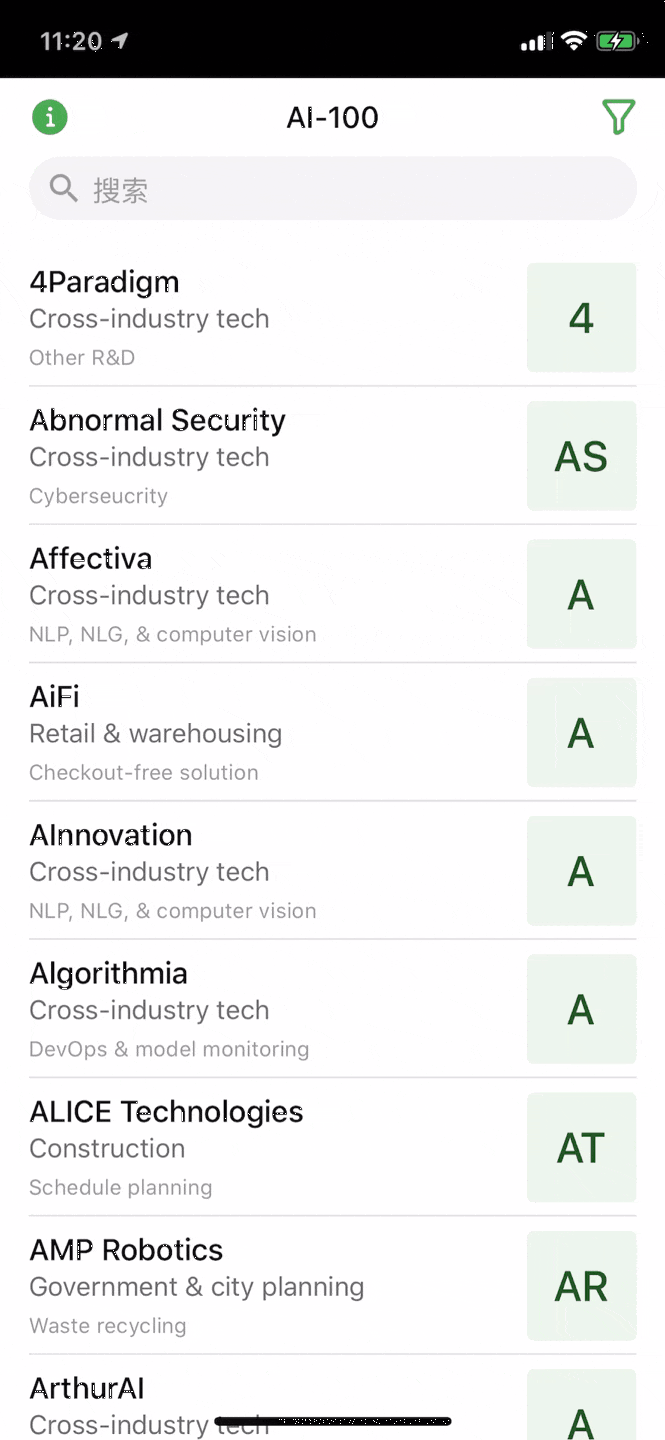 11:20
AI-100
搜索
4Paradigm
Cross-industry tech
Other R&D
4
Abnormal Security
Cross-industry tech
Cyberseucrity
AS
Affectiva
Cross-industry tech
NLP, NLG, & computer vision
A
AiFi
Retail & warehousing
Checkout-free solution
A
AInnovation
Cross-industry tech
NLP, NLG, & computer vision
A
Algorithmia
Cross-industry tech
DevOps & model monitoring
A
ALICE Technologies
Construction
Schedule planning
AT
AMP Robotics
Government & city planning
Waste recycling
AR
ArthurAI
Cross-industry tech
A